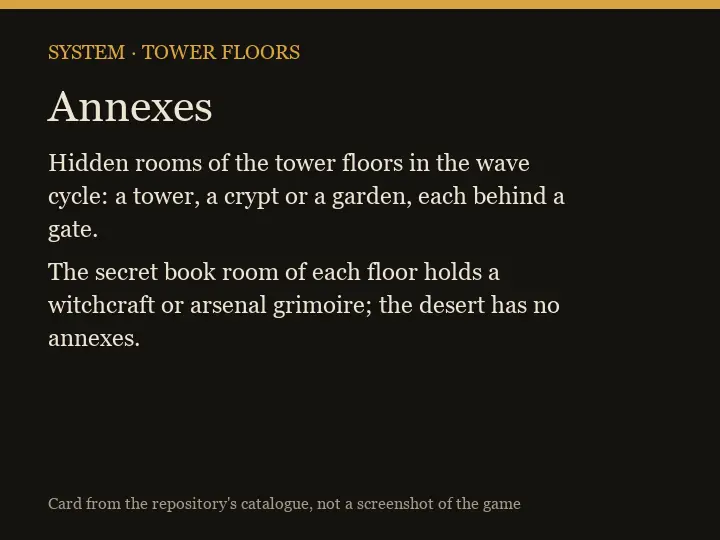 SYSTEM · TOWER FLOORS
Annexes
Hidden rooms of the tower floors in the wave
cycle: a tower, a crypt or a garden, each behind a
gate.
The secret book room of each floor holds a
witchcraft or arsenal grimoire; the desert has no
annexes.
Card from the repository's catalogue, not a screenshot of the game